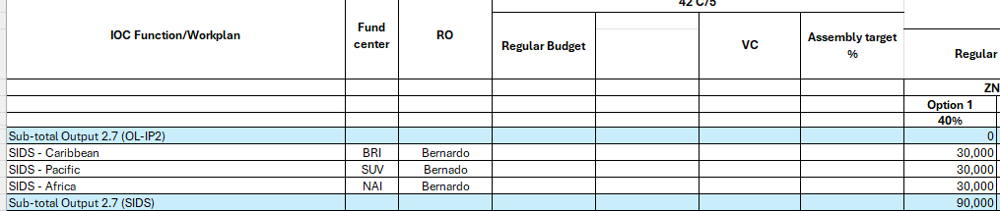 42 C/5
IOC Function/Workplan Fund center RO Regular Budget VC Assembly target % Regular
ZN
Option 1
40%
Sub-total Output 2.7 (OL-IP2) 0
SIDS - Caribbean BRI Bernardo 30,000
SIDS - Pacific SUV Bernado 30,000
SIDS - Africa NAI Bernardo 30,000
Sub-total Output 2.7 (SIDS) 90,000